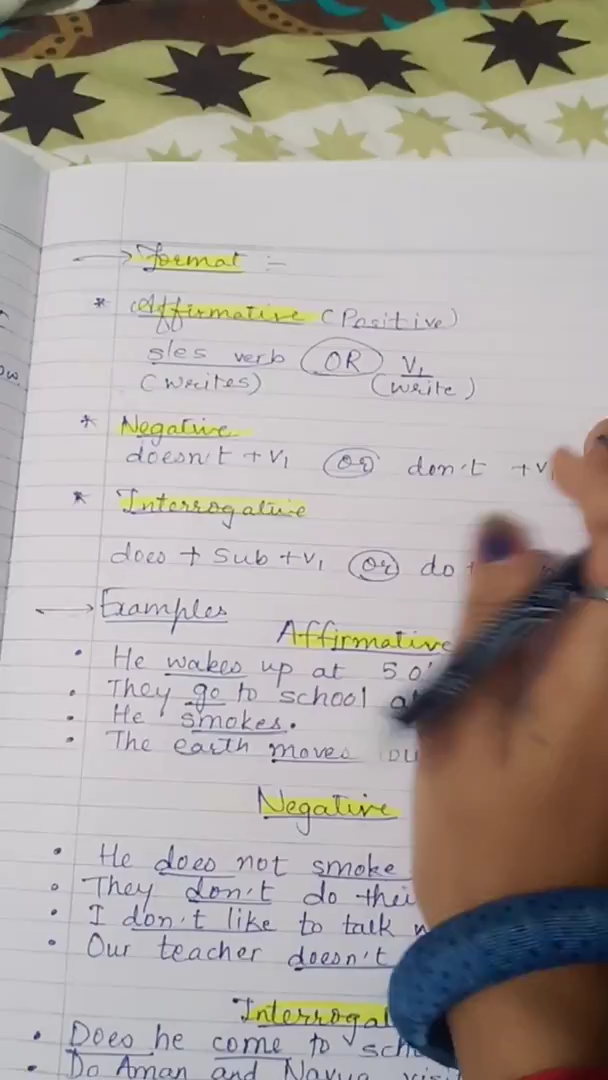 → Format :-
* Affirmative (Positive)
s/es verb OR V1
(writes) (write)
* Negative
doesn't + V1 or don't + V1
* Interrogative
does + Sub + V1 or do +
→ Examples
Affirmative
• He wakes up at 5
• They go to school
• He smokes.
• The earth moves
Negative
• He does not smoke
• They don't do
• I don't like to talk
• Our teacher doesn't
• Does he come to
• Do Aman and Navya